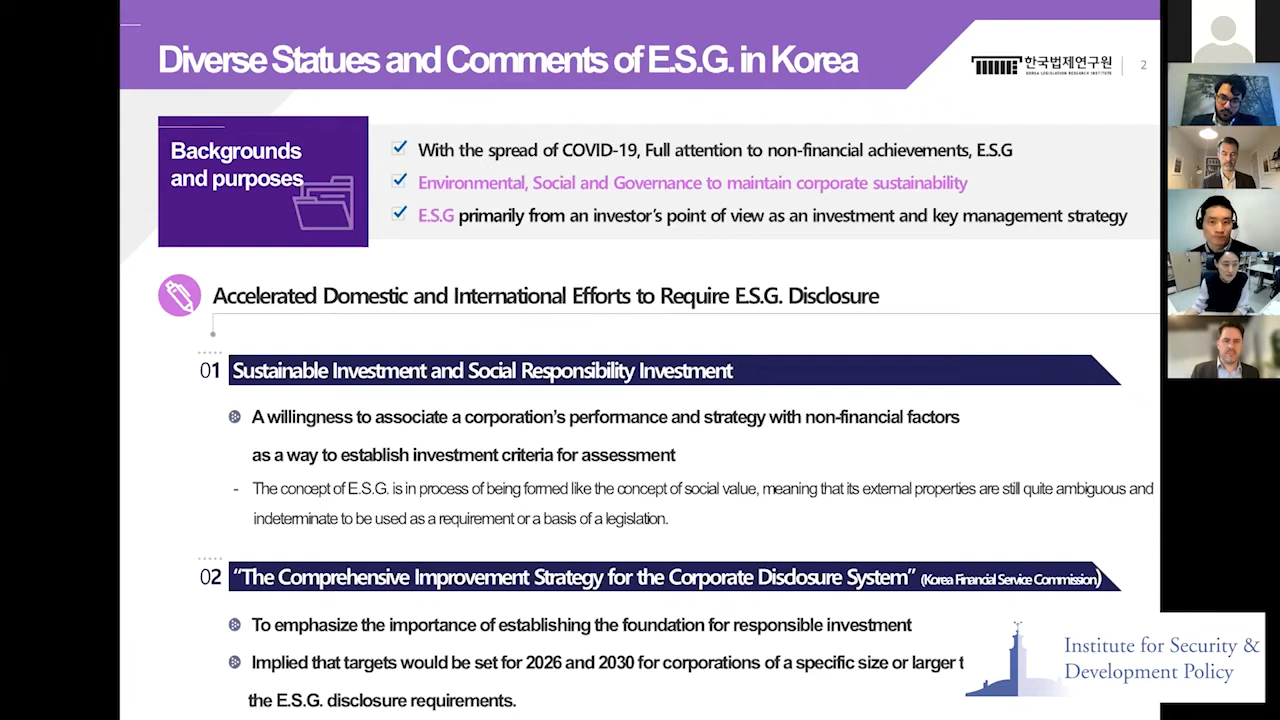 Diverse Statues and Comments of E.S.G. in Korea
한국법제연구원
KOREA LEGISLATION RESEARCH INSTITUTE
2
Backgrounds
and purposes
With the spread of COVID-19, Full attention to non-financial achievements, E.S.G
Environmental, Social and Governance to maintain corporate sustainability
E.S.G primarily from an investor's point of view as an investment and key management strategy
Accelerated Domestic and International Efforts to Require E.S.G. Disclosure
01 Sustainable Investment and Social Responsibility Investment
A willingness to associate a corporation's performance and strategy with non-financial factors
as a way to establish investment criteria for assessment
- The concept of E.S.G. is in process of being formed like the concept of social value, meaning that its external properties are still quite ambiguous and
indeterminate to be used as a requirement or a basis of a legislation.
02 "The Comprehensive Improvement Strategy for the Corporate Disclosure System" (Korea Financial Service Commission)
To emphasize the importance of establishing the foundation for responsible investment
Implied that targets would be set for 2026 and 2030 for corporations of a specific size or larger
the E.S.G. disclosure requirements.
Institute for Security &
Development Policy